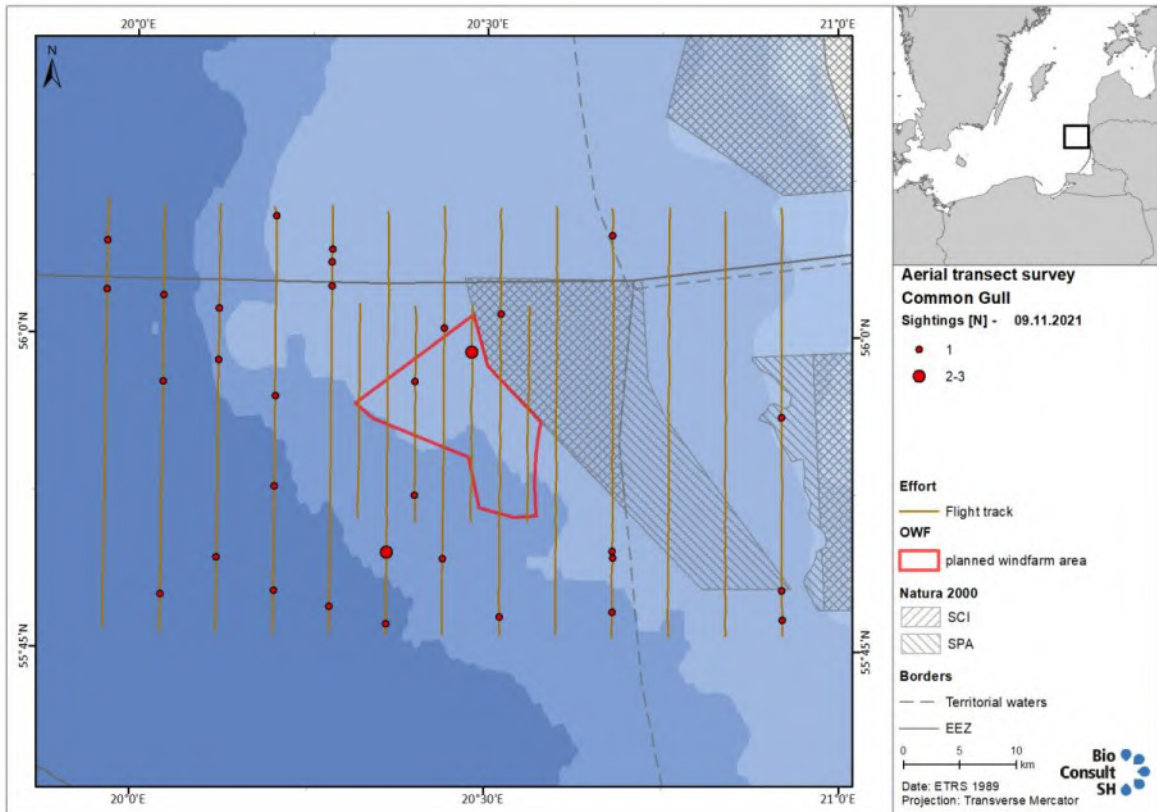 20°0'E
20°30'E
21°0'E
N
56°0'N
56°0'N
55°45'N
55°45'N
20°0'E
20°30'E
21°0'E
Aerial transect survey
Common Gull
Sightings [N] - 09.11.2021
1
2-3
Effort
Flight track
OWF
planned windfarm area
Natura 2000
SCI
SPA
Borders
Territorial waters
EEZ
0 5 10
km
Date: ETRS 1989
Projection: Transverse Mercator
Bio
Consult
SH